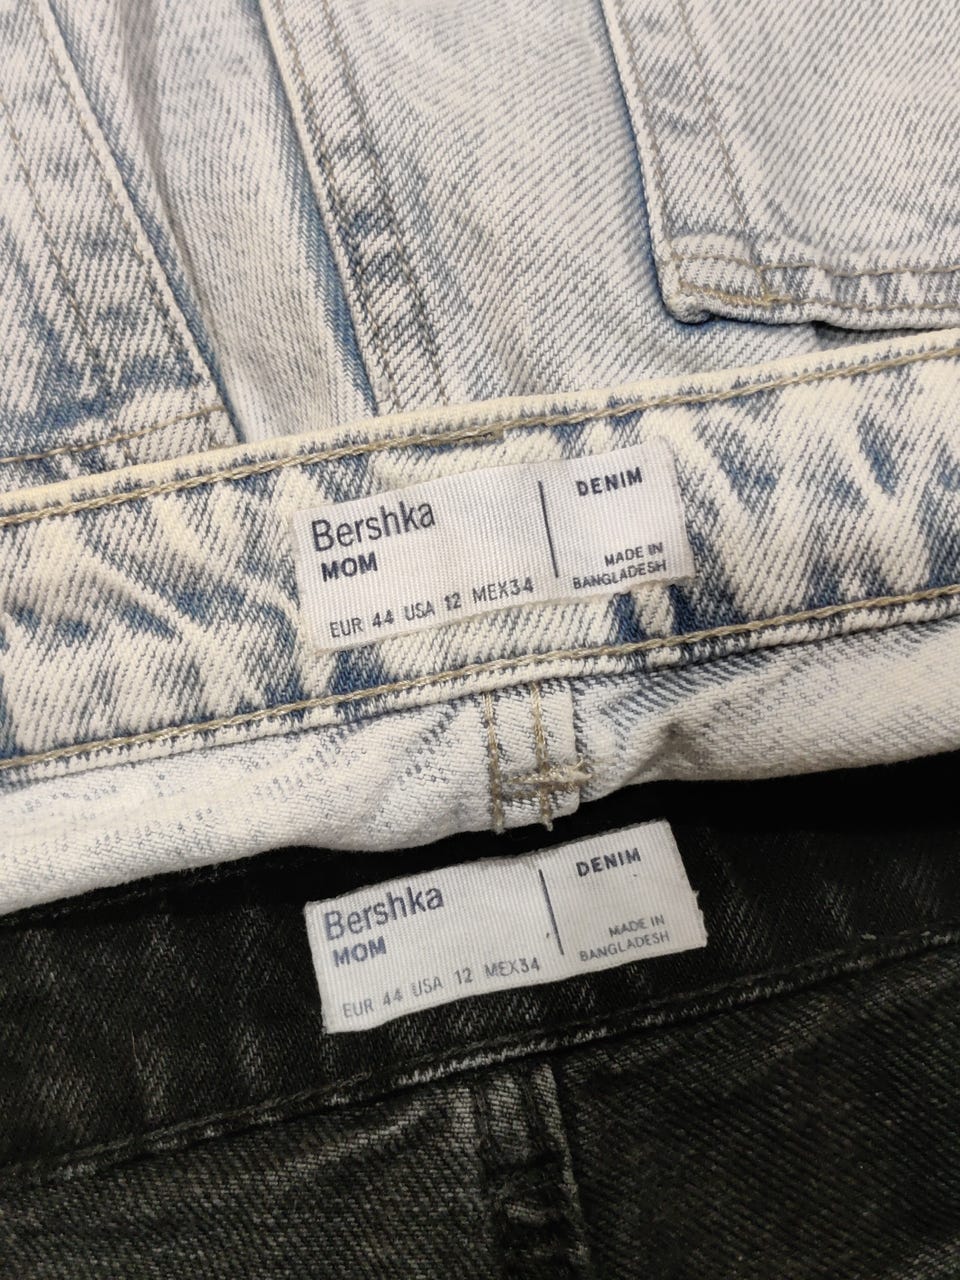 Bershka
MOM
EUR 44 USA 12 MEX34
DENIM
MADE IN
BANGLADESH
Bershka
MOM
EUR 44 USA 12 MEX34
DENIM
MADE IN
BANGLADESH